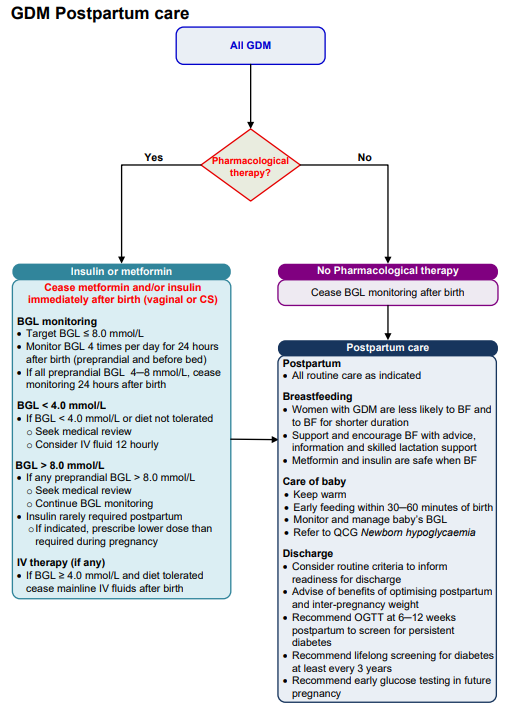 GDM Postpartum care
All GDM
Pharmacological
therapy?
Yes
No
Insulin or metformin
Cease metformin and/or insulin
immediately after birth (vaginal or CS)
BGL monitoring
• Target BGL ≤ 8.0 mmol/L
• Monitor BGL 4 times per day for 24 hours
after birth (preprandial and before bed)
• If all preprandial BGL 4─8 mmol/L, cease
monitoring 24 hours after birth
BGL < 4.0 mmol/L
• If BGL < 4.0 mmol/L or diet not tolerated
o Seek medical review
o Consider IV fluid 12 hourly
BGL > 8.0 mmol/L
• If any preprandial BGL > 8.0 mmol/L
o Seek medical review
o Continue BGL monitoring
• Insulin rarely required postpartum
o If indicated, prescribe lower dose than
required during pregnancy
IV therapy (if any)
• If BGL ≥ 4.0 mmol/L and diet tolerated
cease mainline IV fluids after birth
No Pharmacological therapy
Cease BGL monitoring after birth
Postpartum care
Postpartum
• All routine care as indicated
Breastfeeding
• Women with GDM are less likely to BF and
to BF for shorter duration
• Support and encourage BF with advice,
information and skilled lactation support
• Metformin and insulin are safe when BF
Care of baby
• Keep warm
• Early feeding within 30─60 minutes of birth
• Monitor and manage baby's BGL
• Refer to QCG Newborn hypoglycaemia
Discharge
• Consider routine criteria to inform
readiness for discharge
• Advise of benefits of optimising postpartum
and inter-pregnancy weight
• Recommend OGTT at 6─12 weeks
postpartum to screen for persistent
diabetes
• Recommend lifelong screening for diabetes
at least every 3 years
• Recommend early glucose testing in future
pregnancy